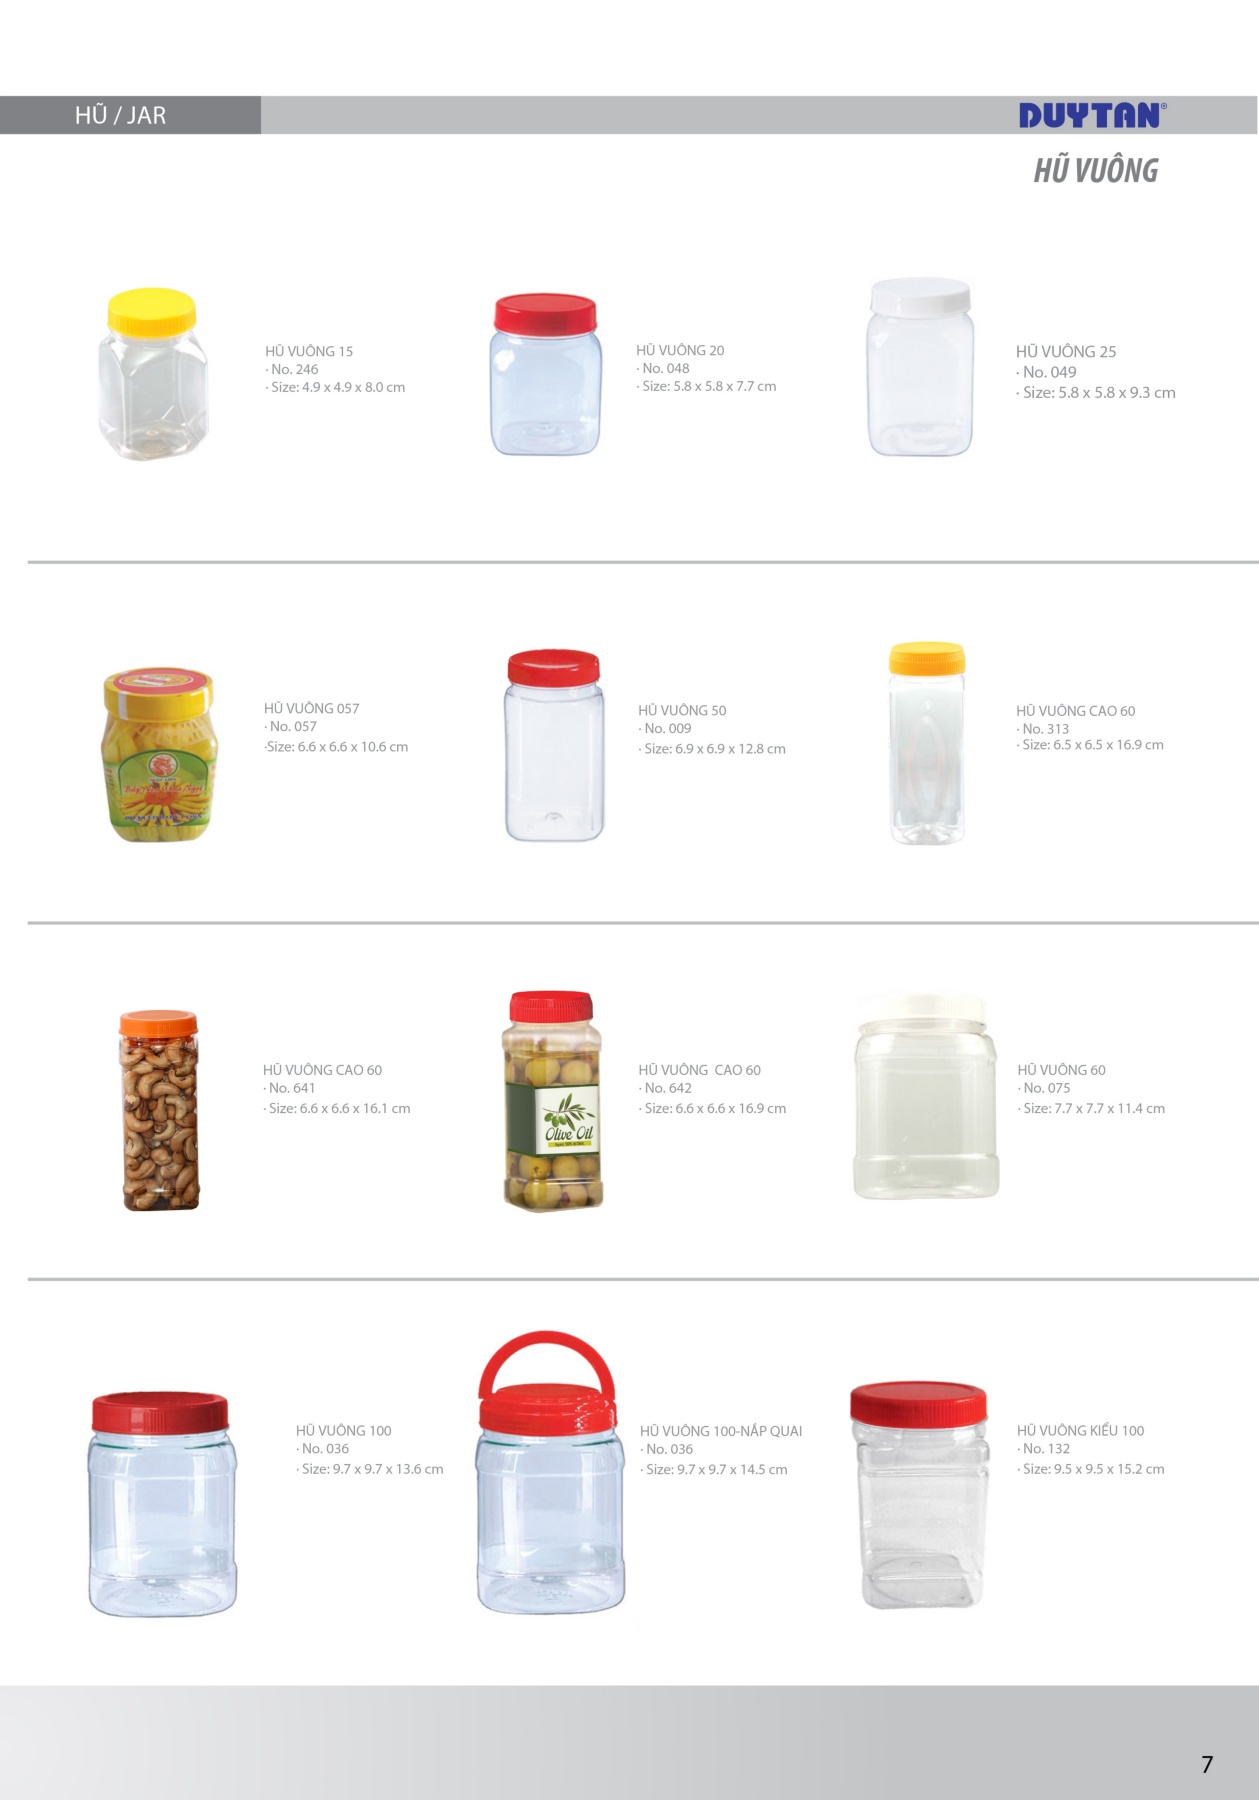 HŨ / JAR
DUYTAN®
HŨ VUÔNG
HŨ VUÔNG 15
· No. 246
· Size: 4.9 x 4.9 x 8.0 cm
HŨ VUÔNG 20
· No. 048
· Size: 5.8 x 5.8 x 7.7 cm
HŨ VUÔNG 25
· No. 049
· Size: 5.8 x 5.8 x 9.3 cm
HŨ VUÔNG 057
· No. 057
·Size: 6.6 x 6.6 x 10.6 cm
HŨ VUÔNG 50
· No. 009
· Size: 6.9 x 6.9 x 12.8 cm
HŨ VUÔNG CAO 60
· No. 313
· Size: 6.5 x 6.5 x 16.9 cm
HŨ VUÔNG CAO 60
· No. 641
· Size: 6.6 x 6.6 x 16.1 cm
Olive Oil
HŨ VUÔNG  CAO 60
· No. 642
· Size: 6.6 x 6.6 x 16.9 cm
HŨ VUÔNG 60
· No. 075
· Size: 7.7 x 7.7 x 11.4 cm
HŨ VUÔNG 100
· No. 036
· Size: 9.7 x 9.7 x 13.6 cm
HŨ VUÔNG 100-NẮP QUAI
· No. 036
· Size: 9.7 x 9.7 x 14.5 cm
HŨ VUÔNG KIỂU 100
· No. 132
· Size: 9.5 x 9.5 x 15.2 cm
7